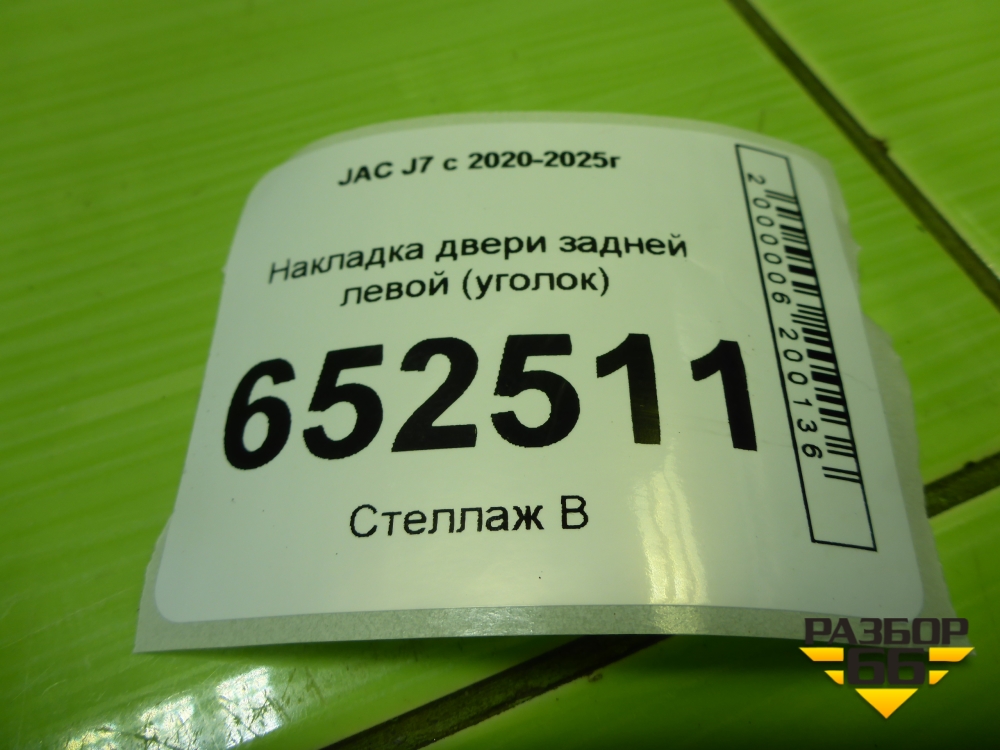 JAC J7 с 2020-2025г
Накладка двери задней
левой (уголок)
652511
Стеллаж В
2000006200136
РАЗБОР
66